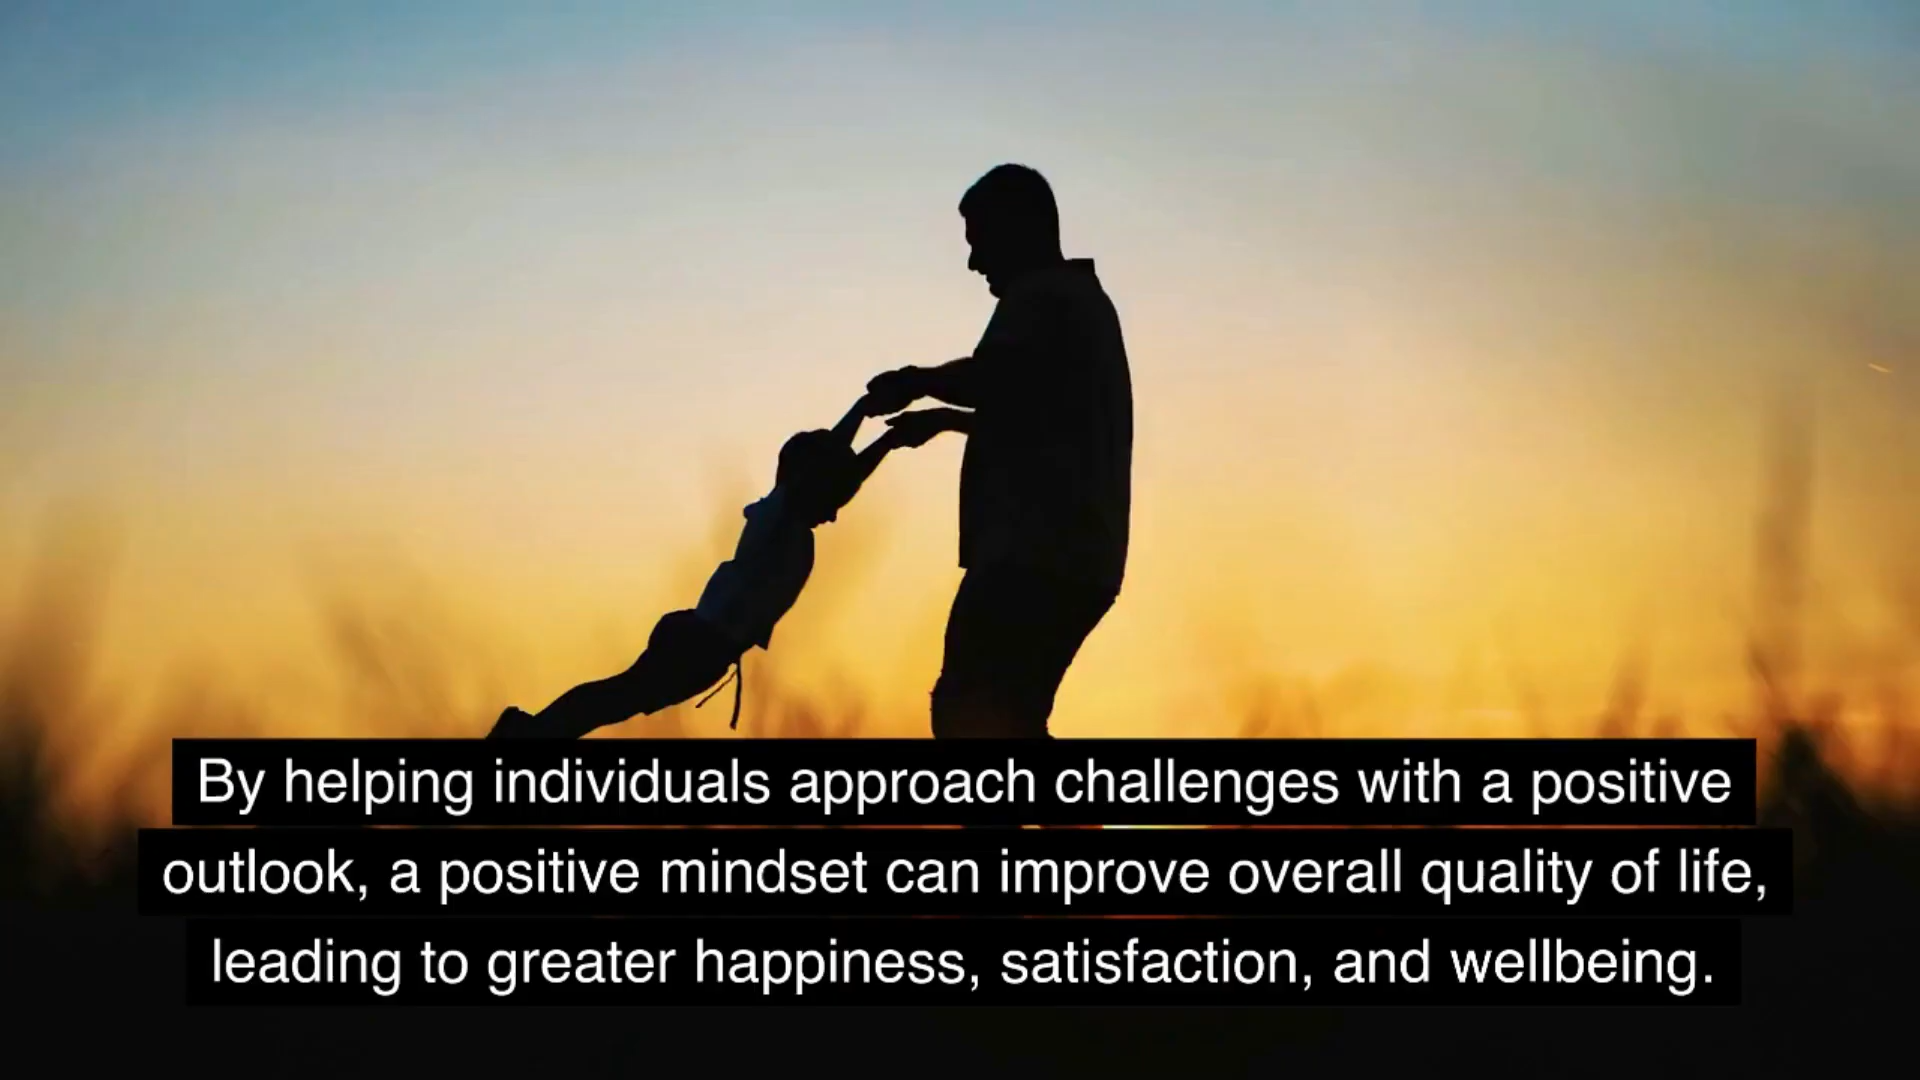 By helping individuals approach challenges with a positive
outlook, a positive mindset can improve overall quality of life,
leading to greater happiness, satisfaction, and wellbeing.